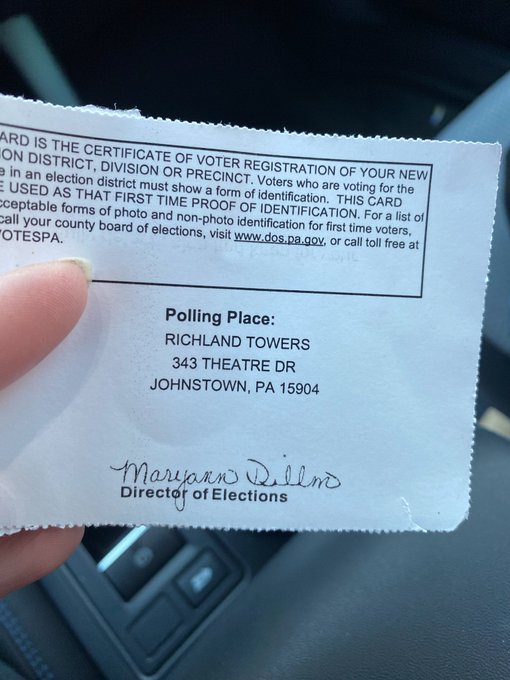 ARD IS THE CERTIFICATE OF VOTER REGISTRATION OF YOUR NEW
ION DISTRICT, DIVISION OR PRECINCT. Voters who are voting for the
e in an election district must show a form of identification. THIS CARD
E USED AS THAT FIRST TIME PROOF OF IDENTIFICATION. For a list of
cceptable forms of photo and non-photo identification for first time voters,
call your county board of elections, visit www.dos.pa.gov, or call toll free at
VOTESPA.
Polling Place:
RICHLAND TOWERS
343 THEATRE DR
JOHNSTOWN, PA 15904
Maryann Dillon
Director of Elections